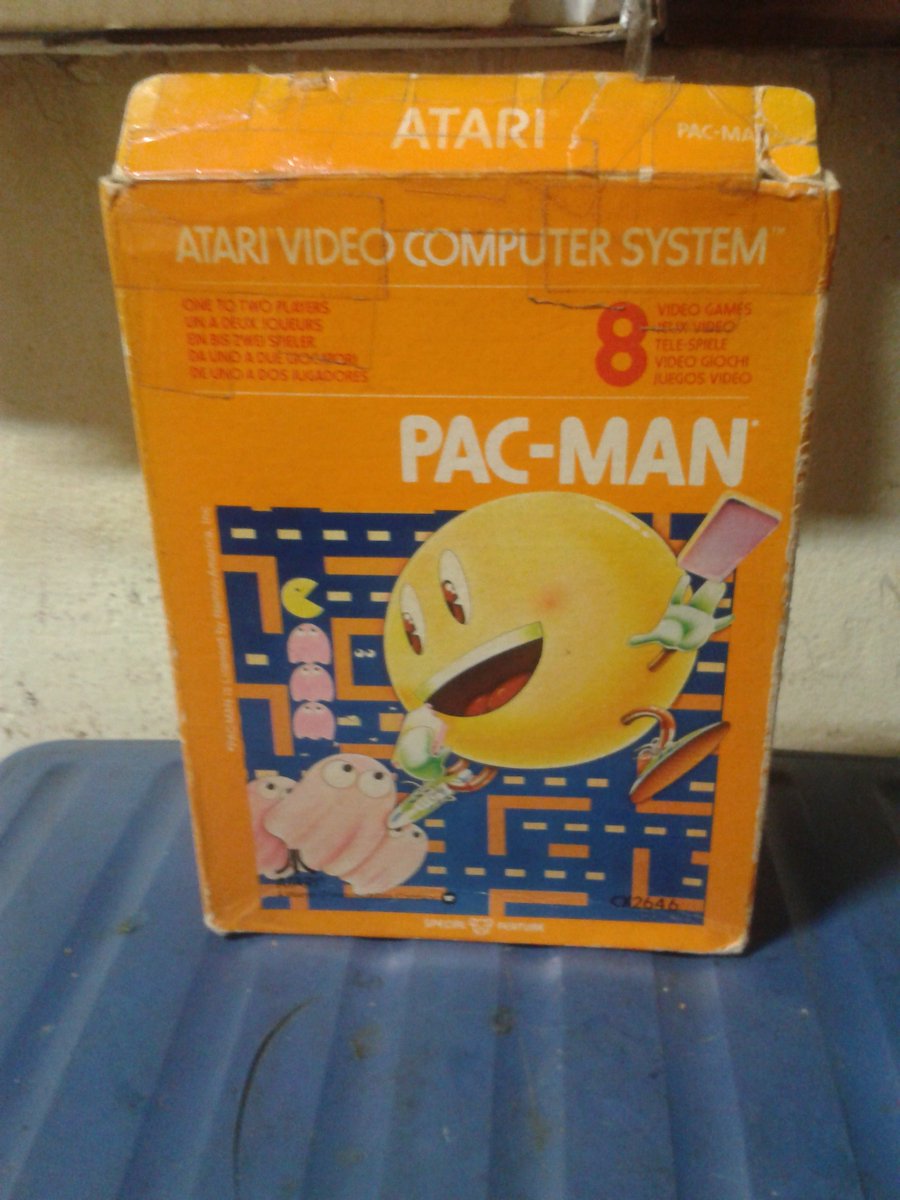 ATARI
PAC-MA
ATARI VIDEO COMPUTER SYSTEM™
ONE TO TWO PLAYERS
UN A DEUX JOUEURS
EIN BIS ZWEI SPIELER
DA UNO A DUE GIOCATORI
DE UNO A DOS JUGADORES
8
VIDEO GAMES
JEUX VIDEO
TELE-SPIELE
VIDEO GIOCHI
JUEGOS VIDEO
PAC-MAN
CX2646
SPECIAL FEATURE